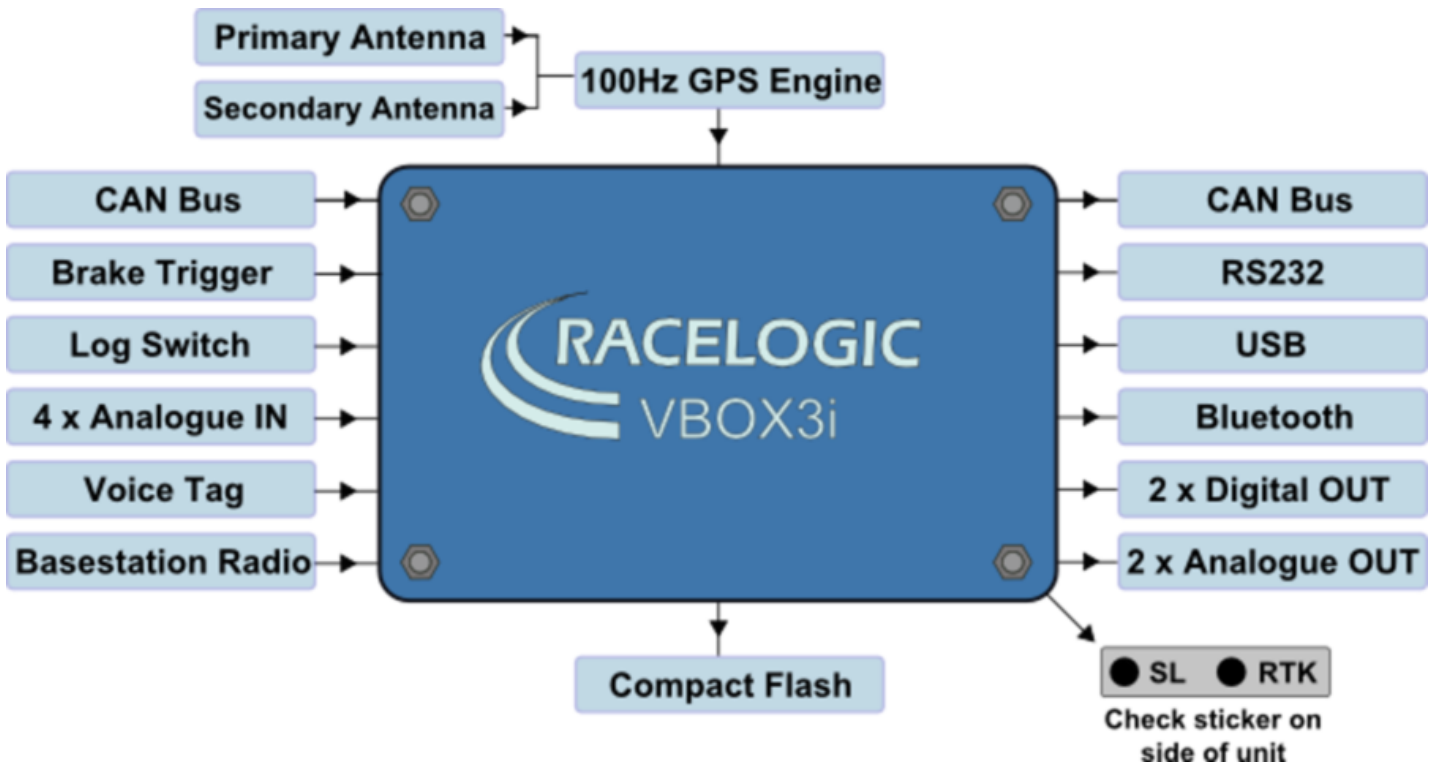 Primary Antenna
Secondary Antenna
100Hz GPS Engine
CAN Bus
Brake Trigger
Log Switch
4 x Analogue IN
Voice Tag
Basestation Radio
RACELOGIC
VBOX3i
CAN Bus
RS232
USB
Bluetooth
2 x Digital OUT
2 x Analogue OUT
Compact Flash
SL RTK
Check sticker on
side of unit